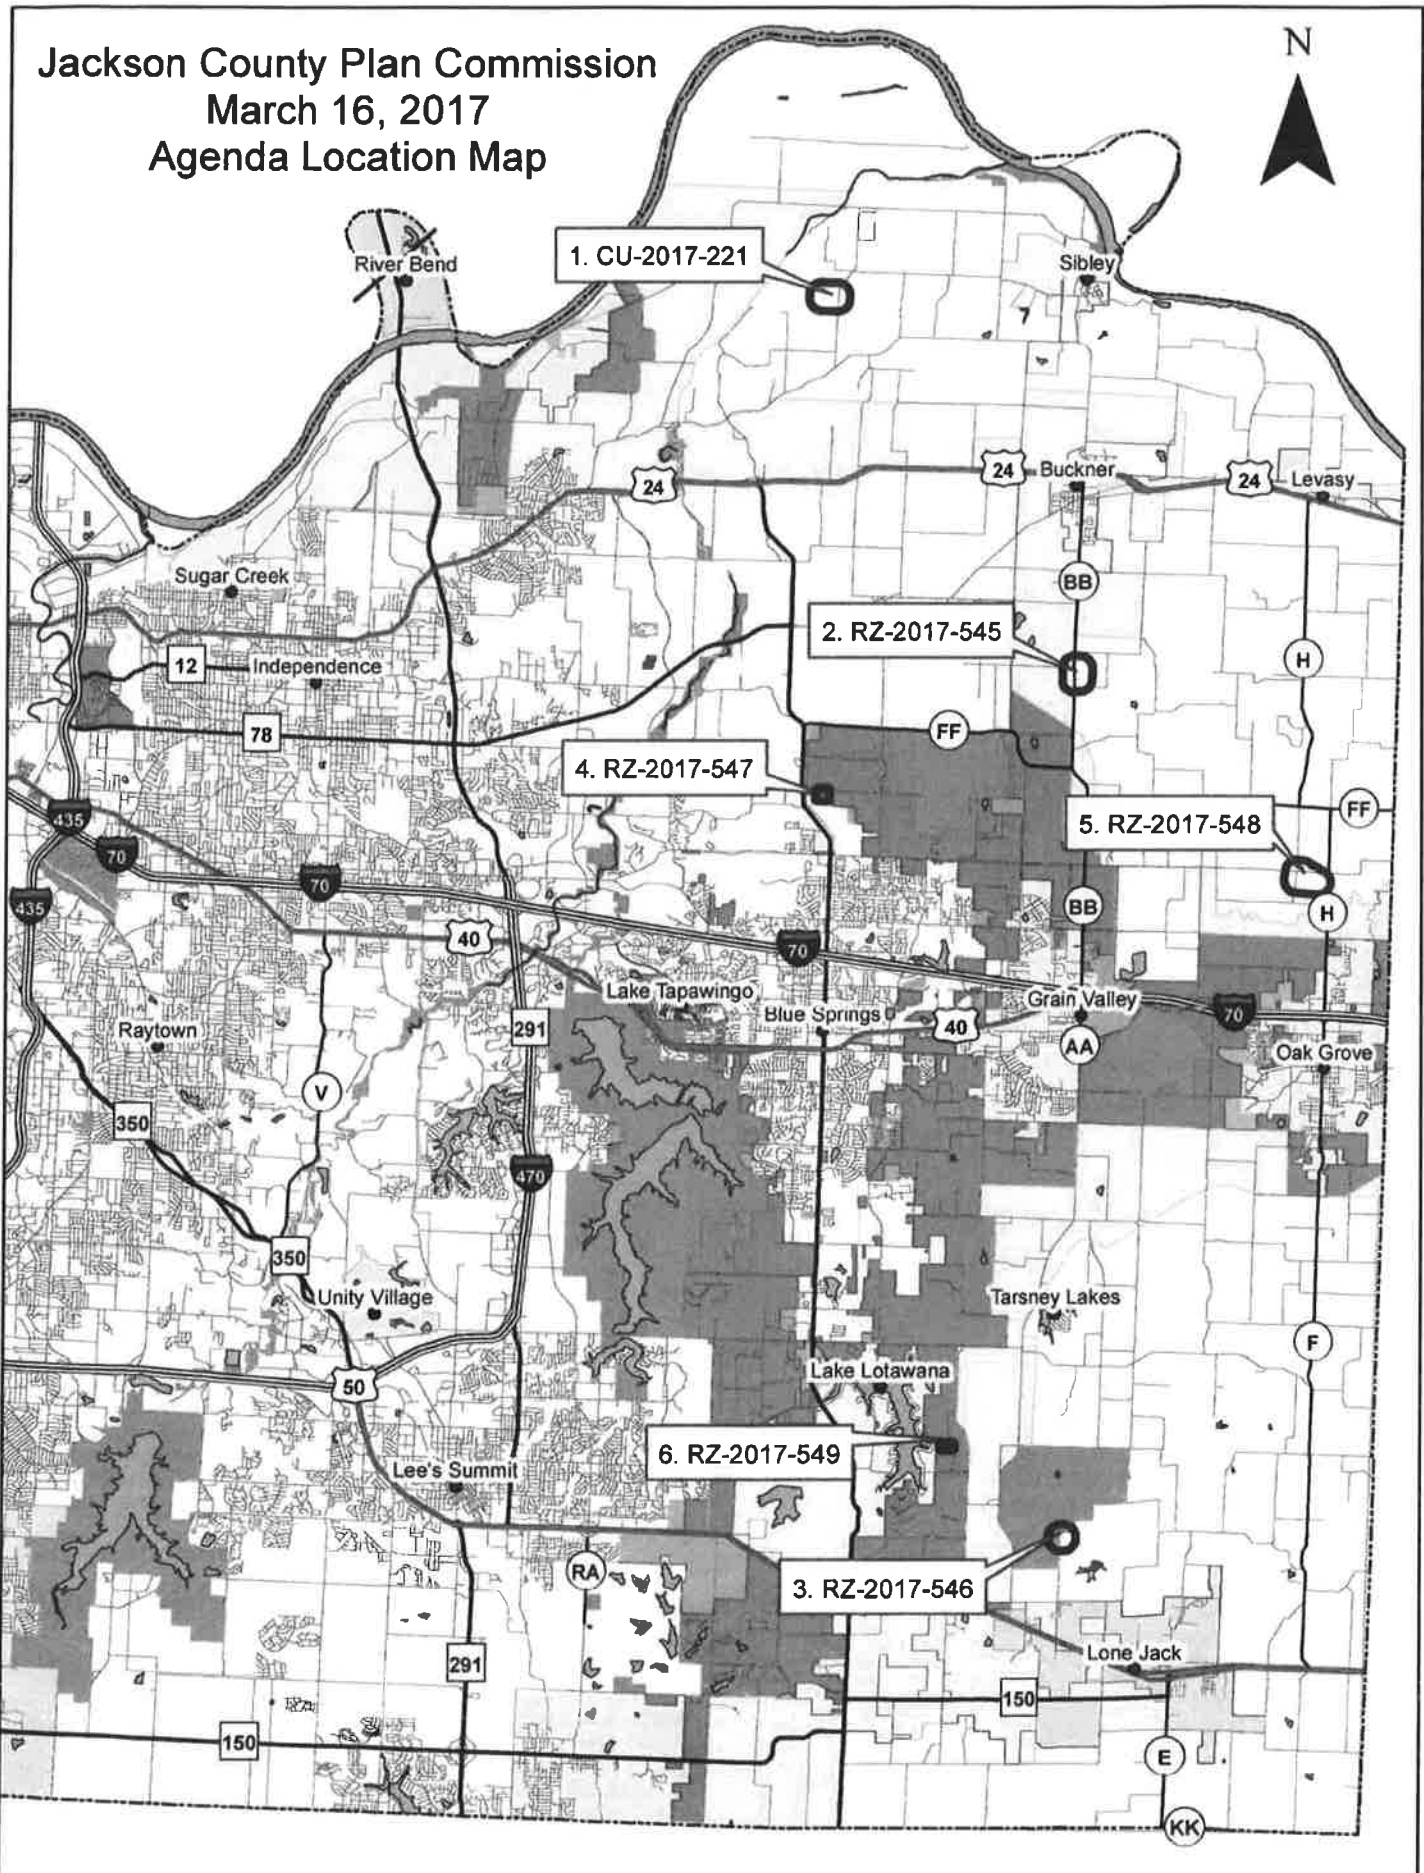 Jackson County Plan Commission
March 16, 2017
Agenda Location Map
N
1. CU-2017-221
River Bend
Sibley
24
24
Buckner
24
Levasy
Sugar Creek
BB
2. RZ-2017-545
12
Independence
H
78
FF
4. RZ-2017-547
435
FF
5. RZ-2017-548
70
70
435
BB
H
40
70
Lake Tapawingo
Grain Valley
Blue Springs
40
70
291
Raytown
AA
Oak Grove
V
350
470
350
Unity Village
Tarsney Lakes
F
50
Lake Lotawana
6. RZ-2017-549
Lee's Summit
RA
3. RZ-2017-546
291
Lone Jack
150
150
E
KK